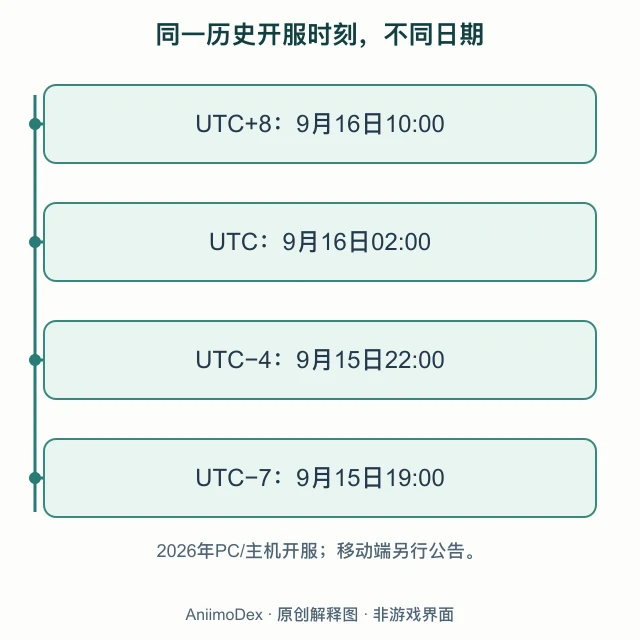 同一历史开服时刻，不同日期
UTC+8：9月16日10:00
UTC：9月16日02:00
UTC−4：9月15日22:00
UTC−7：9月15日19:00
2026年PC/主机开服；移动端另行公告。
AniimoDex · 原创解释图 · 非游戏界面